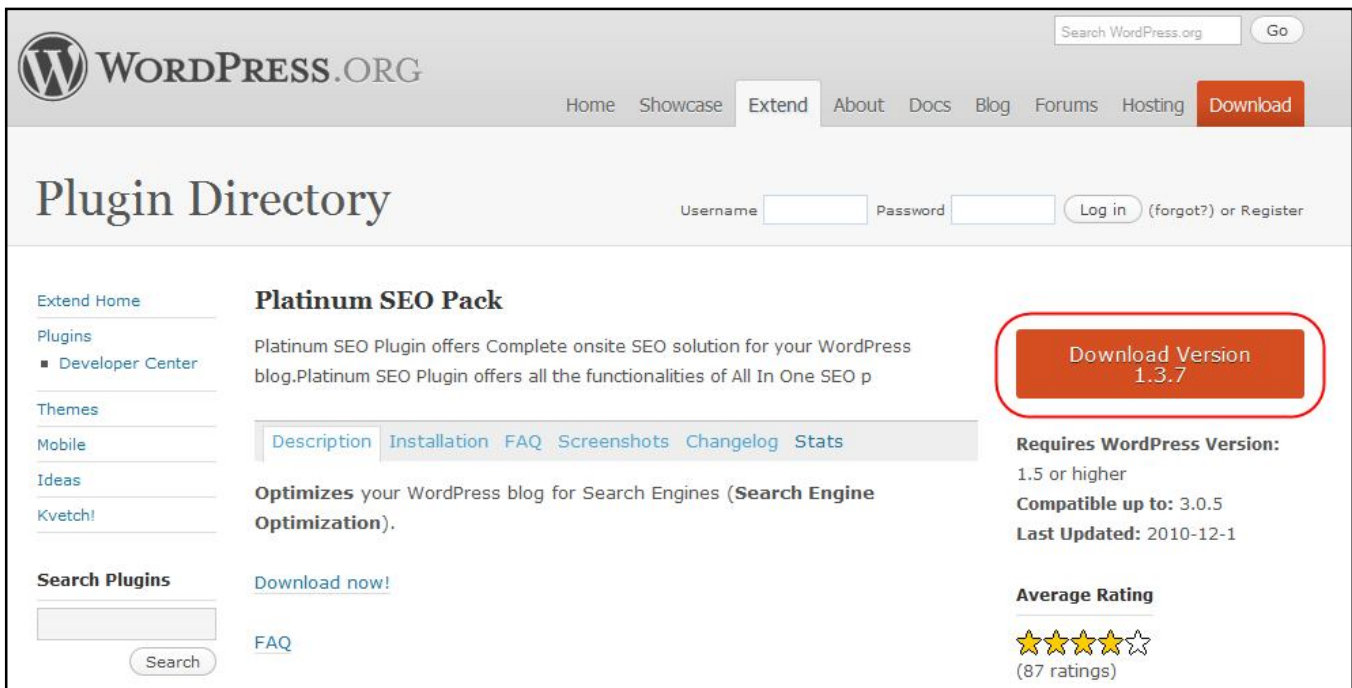 Search WordPress.org Go
WORDPRESS.ORG
Home Showcase Extend About Docs Blog Forums Hosting Download
Plugin Directory
Username Password Log in (forgot?) or Register
Extend Home
Plugins
Developer Center
Themes
Mobile
Ideas
Kvetch!
Search Plugins
Search
Platinum SEO Pack
Platinum SEO Plugin offers Complete onsite SEO solution for your WordPress
blog.Platinum SEO Plugin offers all the functionalities of All In One SEO p
Description Installation FAQ Screenshots Changelog Stats
Optimizes your WordPress blog for Search Engines (Search Engine
Optimization).
Download now!
FAQ
Download Version
1.3.7
Requires WordPress Version:
1.5 or higher
Compatible up to: 3.0.5
Last Updated: 2010-12-1
Average Rating
(87 ratings)